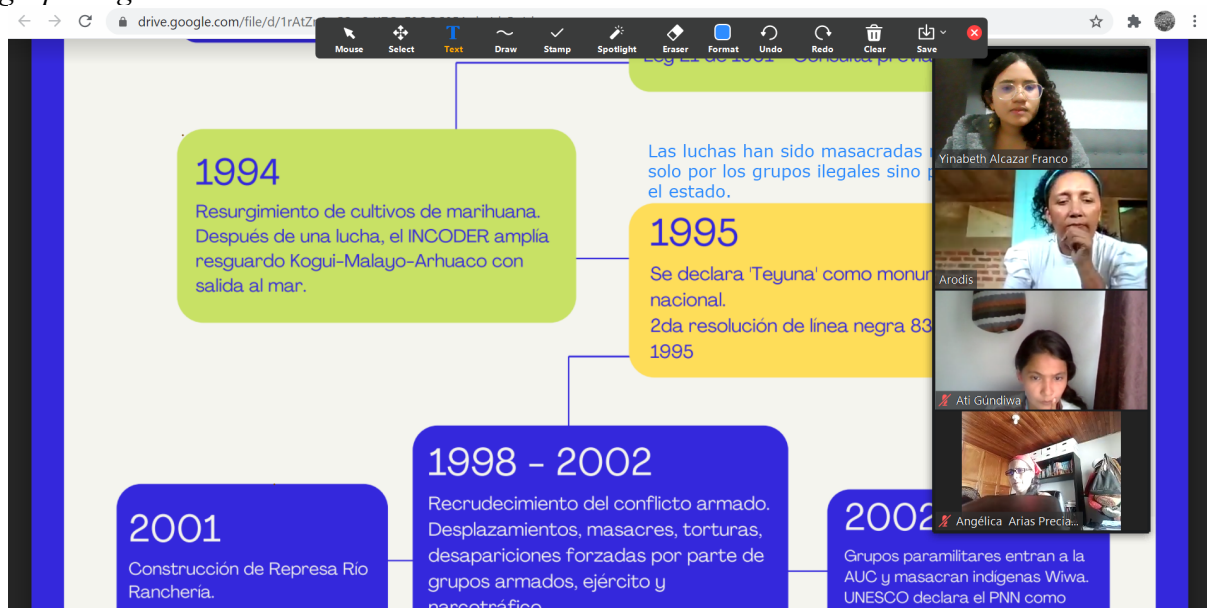 drive.google.com/file/d/1rAtZr
Mouse
Select
Text
Draw
Stamp
Spotlight
Eraser
Format
Undo
Redo
Clear
Save
1994
Resurgimiento de cultivos de marihuana.
Después de una lucha, el INCODER amplía
resguardo Kogui-Malayo-Arhuaco con
salida al mar.
Las luchas han sido masacradas
solo por los grupos ilegales sino
el estado.
1995
Se declara 'Teyuna' como
nacional.
2da resolución de línea negra 83
1995
1998 – 2002
Recrudecimiento del conflicto armado.
Desplazamientos, masacres, torturas,
desapariciones forzadas por parte de
grupos armados, ejército y
narcotráfico
2001
Construcción de Represa Río
Ranchería.
2002
Grupos paramilitares entran a la
AUC y masacran indígenas Wiwa.
UNESCO declara el PNN como
Yinabeth Alcazar Franco
Arodis
Ati Gúndiwa
Angélica Arias Precia...